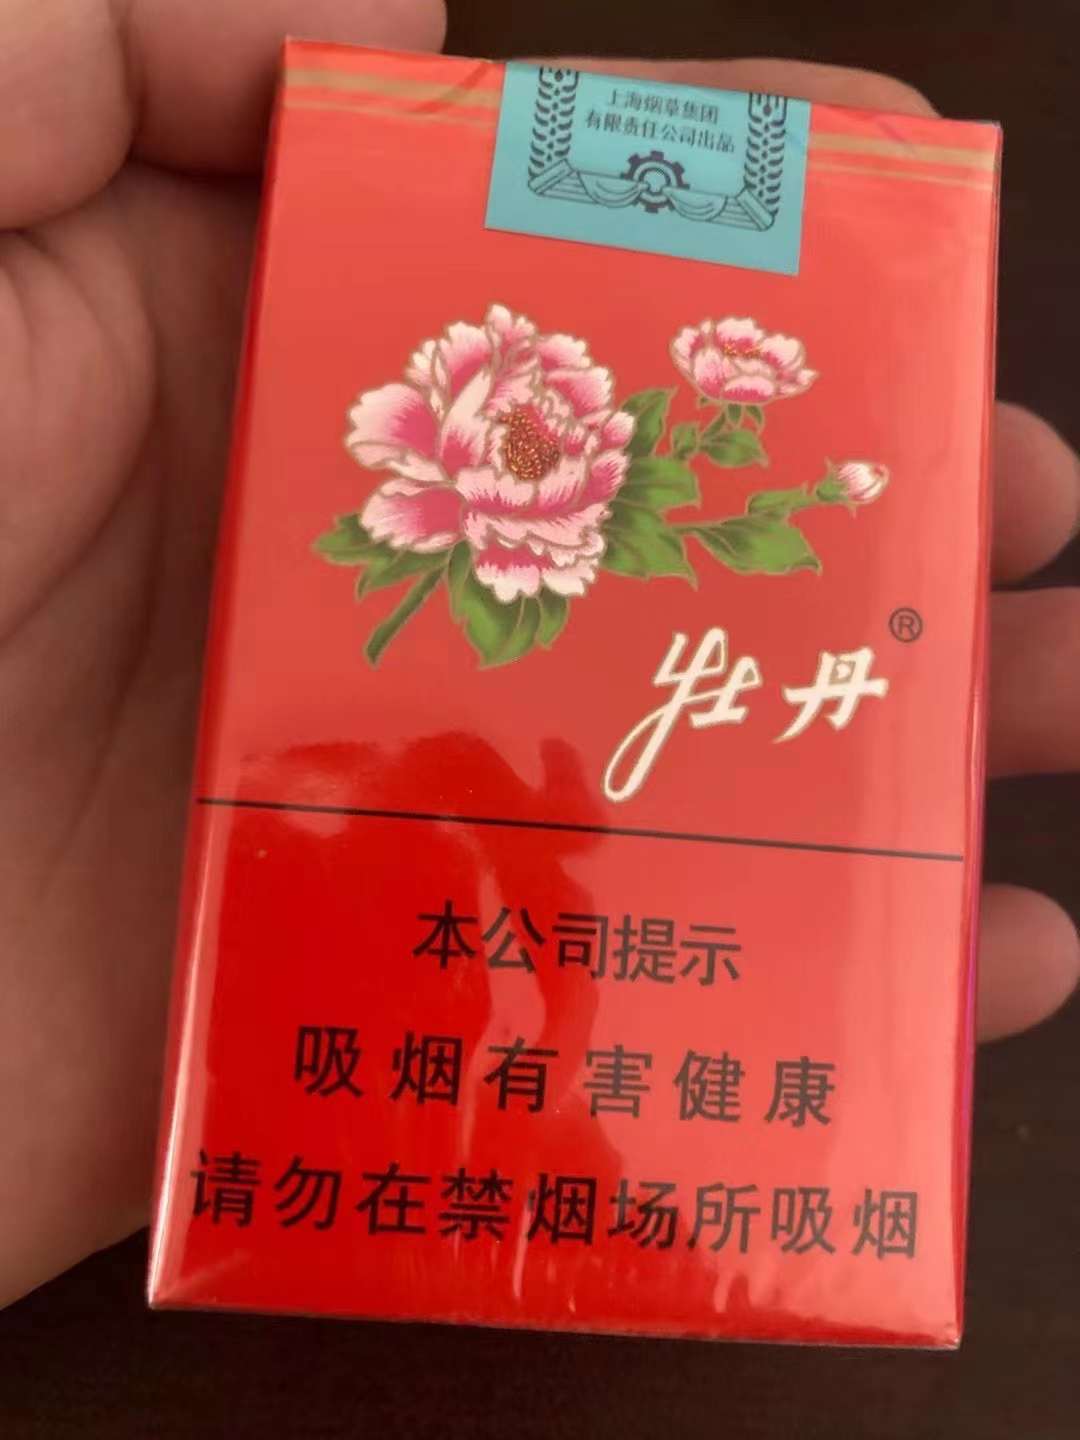 上海烟草集团
有限责任公司出品
牡丹®
本公司提示
吸烟有害健康
请勿在禁烟场所吸烟